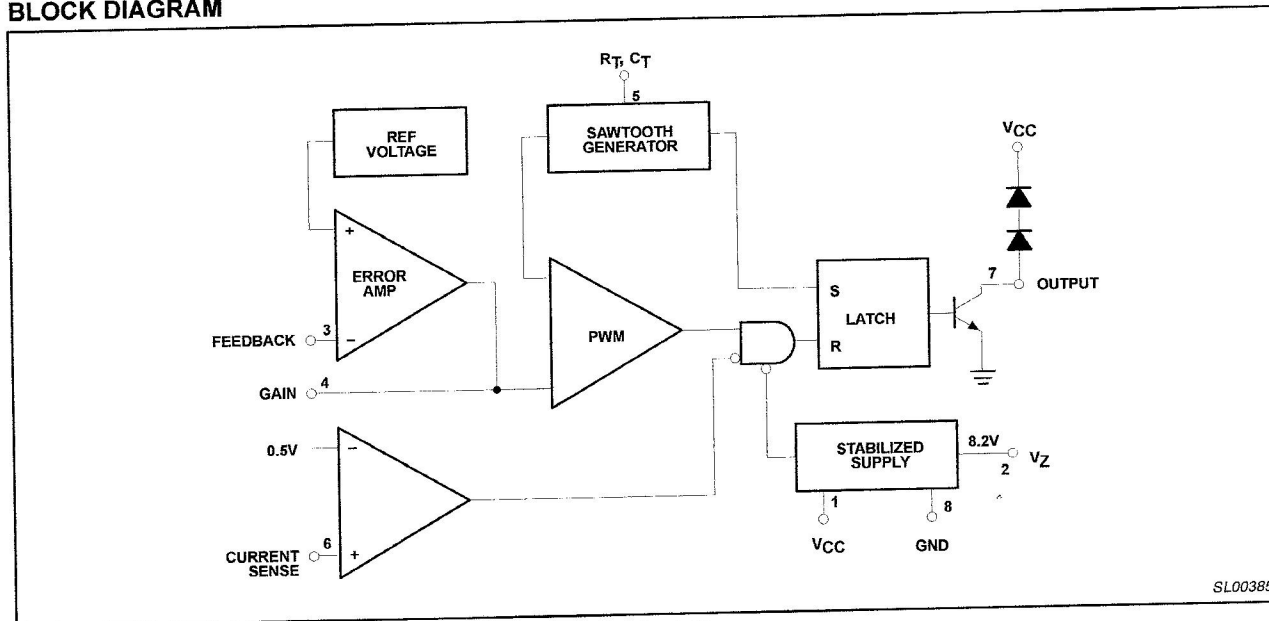 BLOCK DIAGRAM
RT, CT
5
REF
VOLTAGE
SAWTOOTH
GENERATOR
VCC
+
ERROR
AMP
FEEDBACK
3
−
GAIN
4
PWM
S
LATCH
R
7
OUTPUT
0.5V
−
CURRENT
SENSE
6
+
STABILIZED
SUPPLY
8.2V
2
VZ
1
8
VCC
GND
SL00385